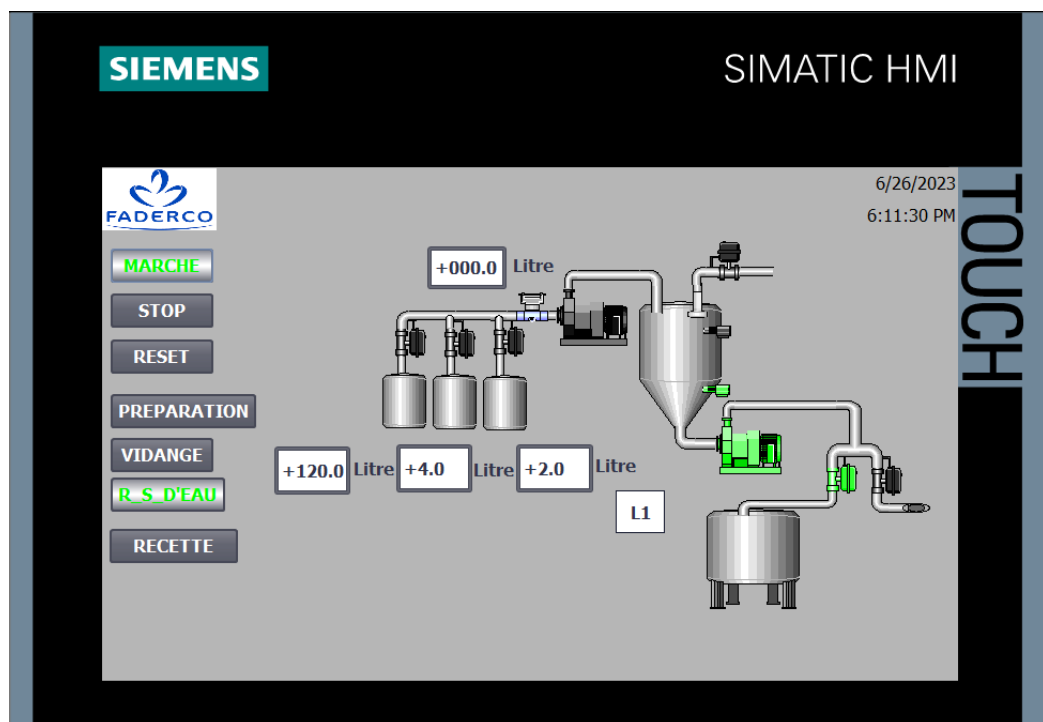 SIEMENS
SIMATIC HMI
TOUCH
FADERCO
6/26/2023
6:11:30 PM
MARCHE
STOP
RESET
PREPARATION
VIDANGE
R_S_D'EAU
RECETTE
+000.0 Litre
+120.0 Litre +4.0 Litre +2.0 Litre
L1